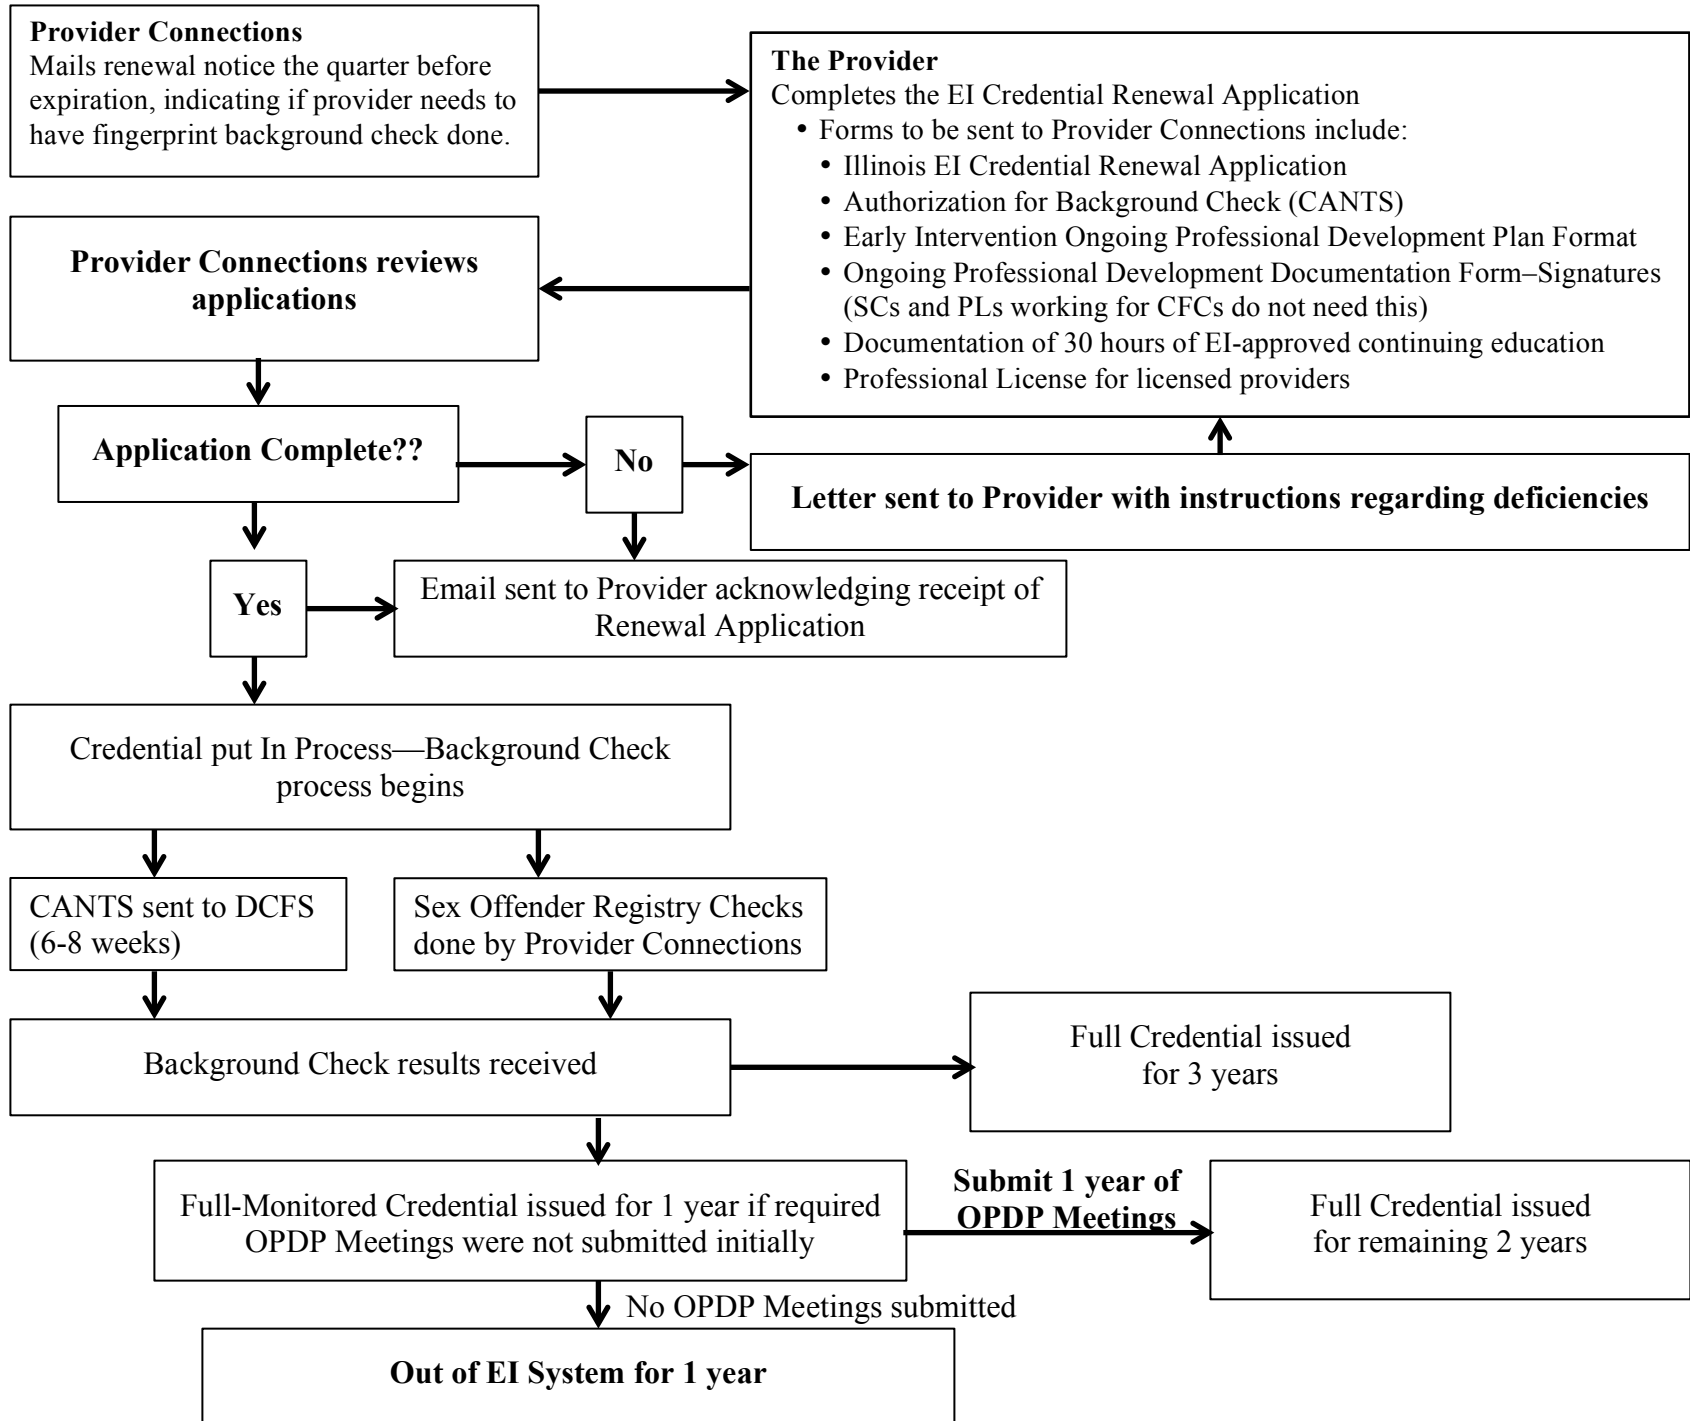 Provider Connections
Mails renewal notice the quarter before
expiration, indicating if provider needs to
have fingerprint background check done.
The Provider
Completes the EI Credential Renewal Application
• Forms to be sent to Provider Connections include:
• Illinois EI Credential Renewal Application
• Authorization for Background Check (CANTS)
• Early Intervention Ongoing Professional Development Plan Format
• Ongoing Professional Development Documentation Form–Signatures
(SCs and PLs working for CFCs do not need this)
• Documentation of 30 hours of EI-approved continuing education
• Professional License for licensed providers
Provider Connections reviews
applications
Application Complete??
No
Letter sent to Provider with instructions regarding deficiencies
Yes
Email sent to Provider acknowledging receipt of
Renewal Application
Credential put In Process—Background Check
process begins
CANTS sent to DCFS
(6-8 weeks)
Sex Offender Registry Checks
done by Provider Connections
Background Check results received
Full Credential issued
for 3 years
Full-Monitored Credential issued for 1 year if required
OPDP Meetings were not submitted initially
Submit 1 year of
OPDP Meetings
Full Credential issued
for remaining 2 years
No OPDP Meetings submitted
Out of EI System for 1 year